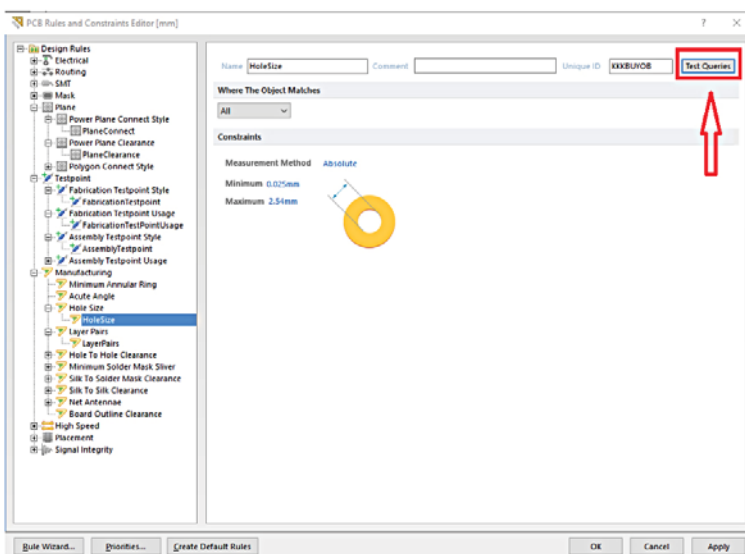 PCB Rules and Constraints Editor [mm]
?
Design Rules
Electrical
Routing
SMT
Mask
Plane
Power Plane Connect Style
PlaneConnect
Power Plane Clearance
PlaneClearance
Polygon Connect Style
Testpoint
Fabrication Testpoint Style
FabricationTestpoint
Fabrication Testpoint Usage
FabricationTestPointUsage
Assembly Testpoint Style
AssemblyTestpoint
Assembly Testpoint Usage
Manufacturing
Minimum Annular Ring
Acute Angle
Hole Size
HoleSize
Layer Pairs
LayerPairs
Hole To Hole Clearance
Minimum Solder Mask Sliver
Silk To Solder Mask Clearance
Silk To Silk Clearance
Net Antennae
Board Outline Clearance
High Speed
Placement
Signal Integrity
Name HoleSize Comment Unique ID KKKBUYOB Test Queries
Where The Object Matches
All
Constraints
Measurement Method Absolute
Minimum 0.025mm
Maximum 2.54mm
Rule Wizard... Priorities... Create Default Rules OK Cancel Apply